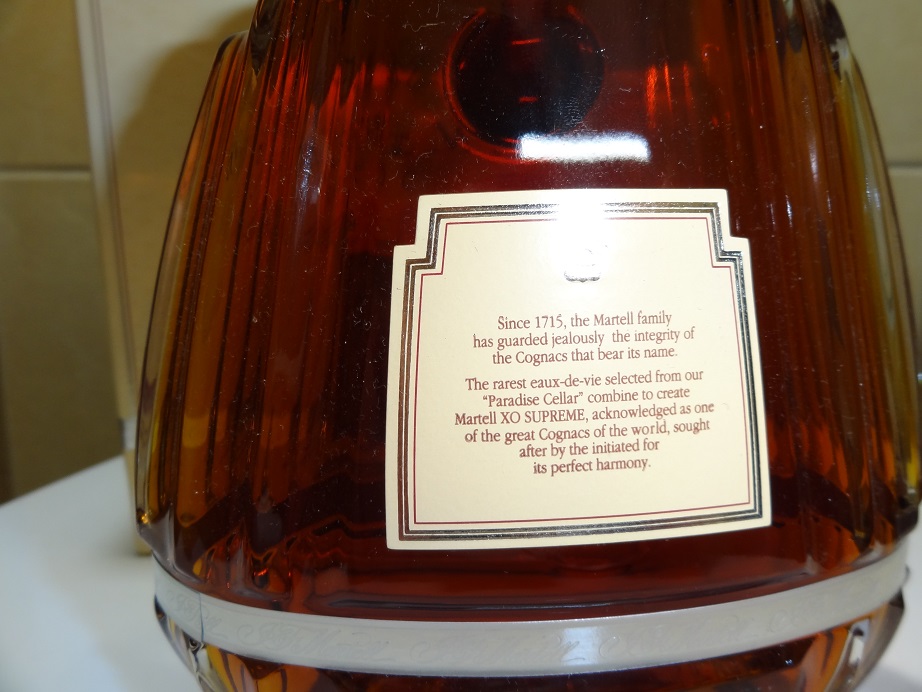 Since 1715, the Martell family
has guarded jealously the integrity of
the Cognacs that bear its name.
The rarest eaux-de-vie selected from our
"Paradise Cellar" combine to create
Martell XO SUPREME, acknowledged as one
of the great Cognacs of the world, sought
after by the initiated for
its perfect harmony.